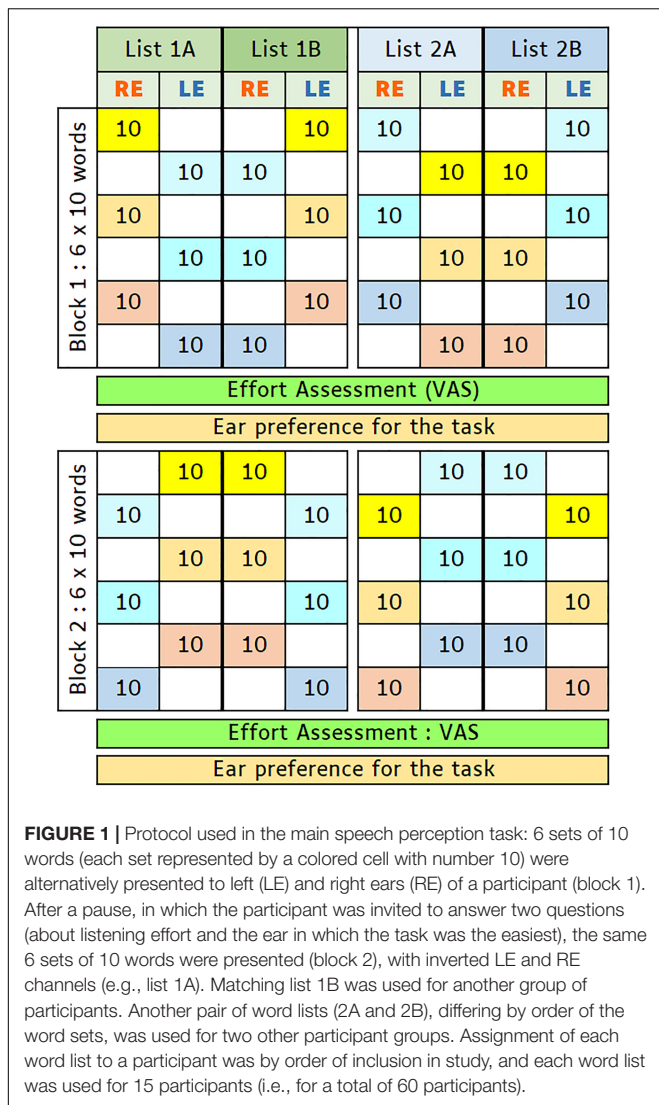 List 1A List 1B List 2A List 2B
RE LE RE LE RE LE RE LE
Block 1 : 6 x 10 words
10 10 10 10
10 10 10 10
10 10 10 10
10 10 10 10
10 10 10 10
10 10 10 10
Effort Assessment (VAS)
Ear preference for the task
Block 2 : 6 x 10 words
10 10 10 10
10 10 10 10
10 10 10 10
10 10 10 10
10 10 10 10
10 10 10 10
Effort Assessment : VAS
Ear preference for the task
FIGURE 1 | Protocol used in the main speech perception task: 6 sets of 10
words (each set represented by a colored cell with number 10) were
alternatively presented to left (LE) and right ears (RE) of a participant (block 1).
After a pause, in which the participant was invited to answer two questions
(about listening effort and the ear in which the task was the easiest), the same
6 sets of 10 words were presented (block 2), with inverted LE and RE
channels (e.g., list 1A). Matching list 1B was used for another group of
participants. Another pair of word lists (2A and 2B), differing by order of the
word sets, was used for two other participant groups. Assignment of each
word list to a participant was by order of inclusion in study, and each word list
was used for 15 participants (i.e., for a total of 60 participants).